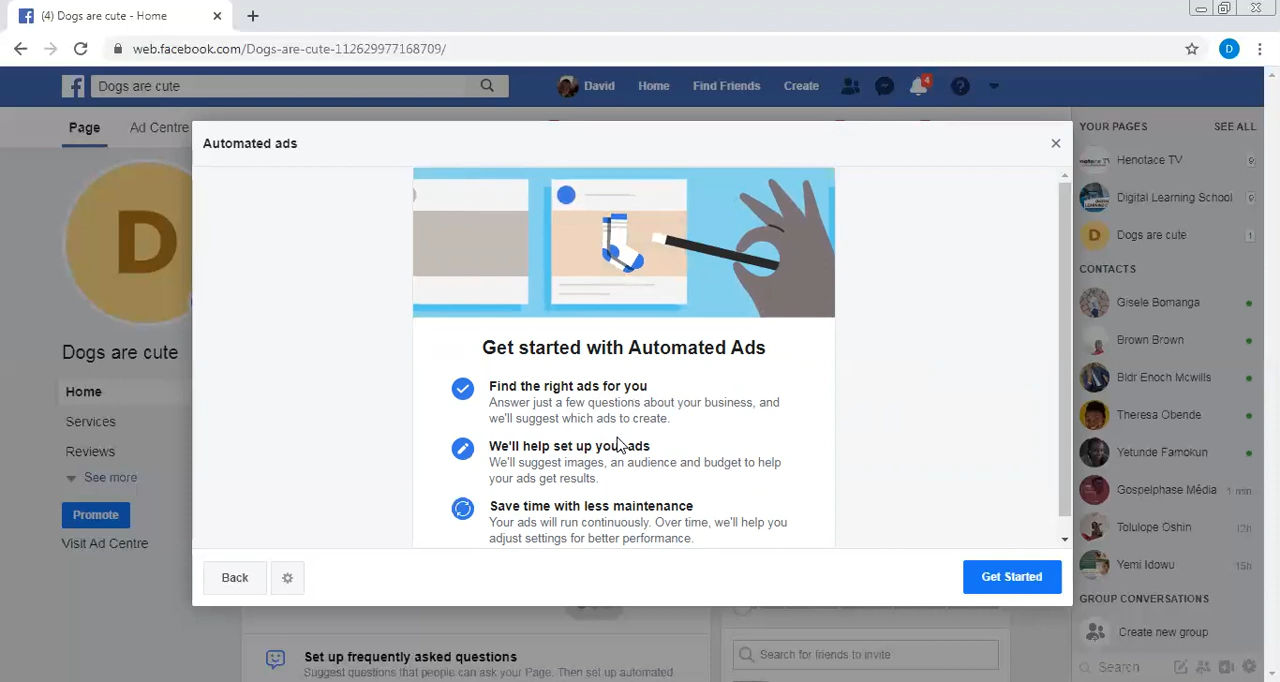 (4) Dogs are cute - Home
web.facebook.com/Dogs-are-cute-112629977168709/
D
Dogs are cute
David Home Find Friends Create
4
Page Ad Centre
Automated ads
D
Dogs are cute
Home
Services
Reviews
See more
Promote
Visit Ad Centre
Get started with Automated Ads
Find the right ads for you
Answer just a few questions about your business, and
we'll suggest which ads to create.
We'll help set up your ads
We'll suggest images, an audience and budget to help
your ads get results.
Save time with less maintenance
Your ads will run continuously. Over time, we'll help you
adjust settings for better performance.
Back
Get Started
Set up frequently asked questions
Suggest questions that people can ask your Page. Then set up automated
Search for friends to invite
YOUR PAGES SEE ALL
Henotace TV 9
Digital Learning School 9
D Dogs are cute 1
CONTACTS
Gisele Bomanga
Brown Brown
Bldr Enoch Mcwills
Theresa Obende
Yetunde Famokun
Gospelphase Média 1 min
Tolulope Oshin 12h
Yemi Idowu 15h
GROUP CONVERSATIONS
Create new group
Search